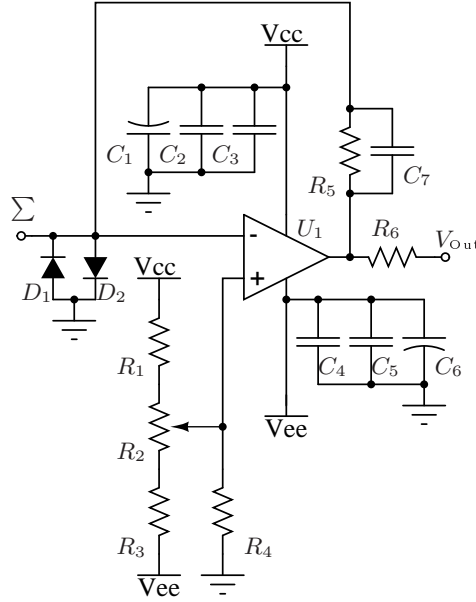 Vcc
C1 C2 C3
R5
C7
Σ
U1
-
+
R6
VOut
D1 D2
Vcc
R1
C4 C5 C6
R2
Vee
R3
R4
Vee